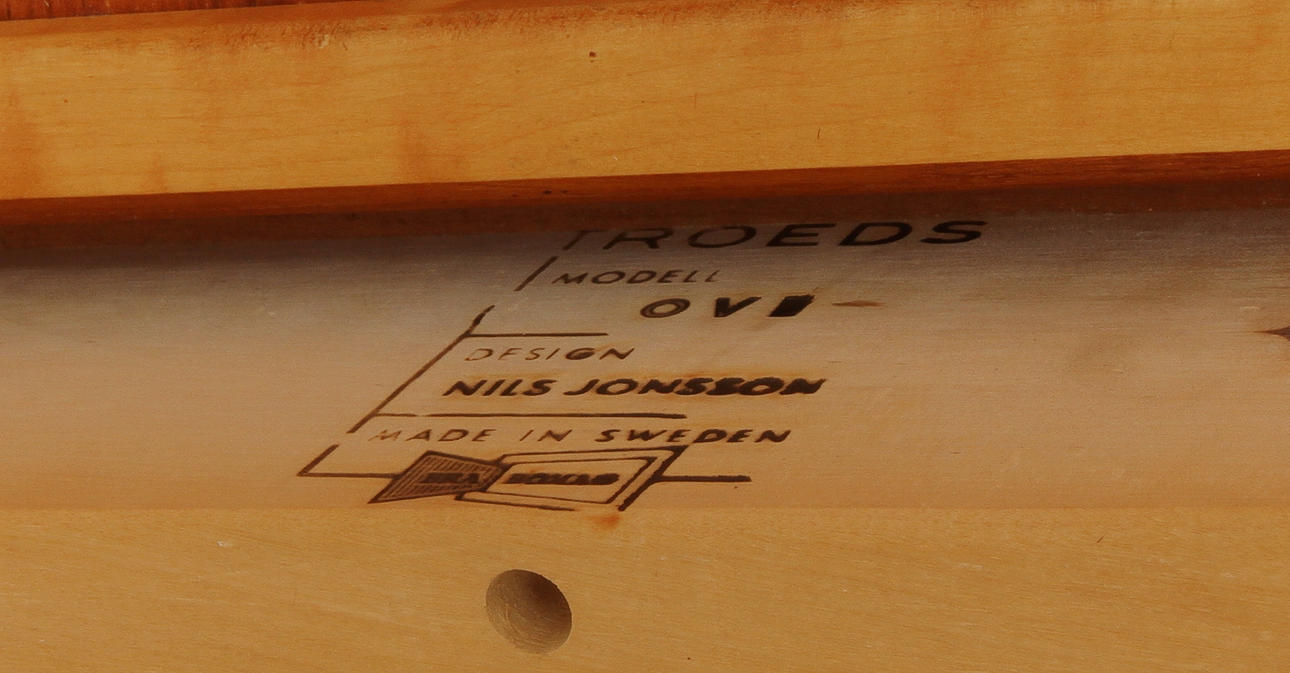 TROEDS
MODELL
DESIGN
NILS JONSSON
MADE IN SWEDEN